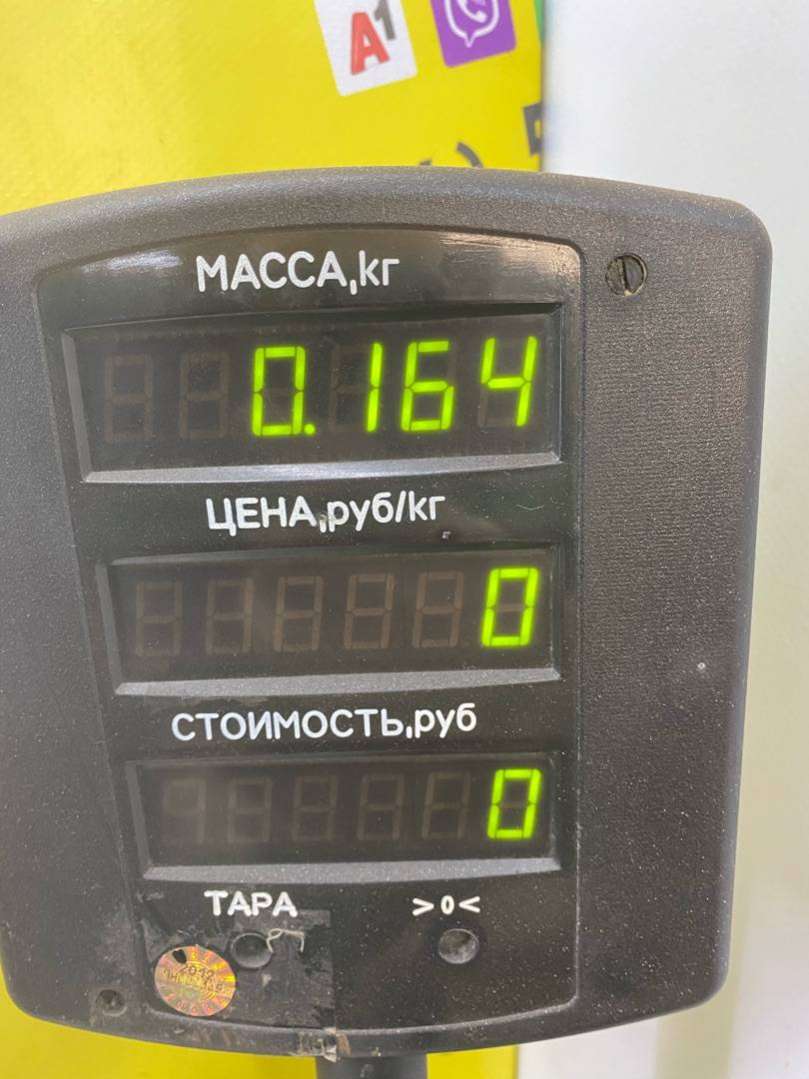 A1
МАССА,кг
0.164
ЦЕНА,руб/кг
0
СТОИМОСТЬ,руб
0
ТАРА >0<